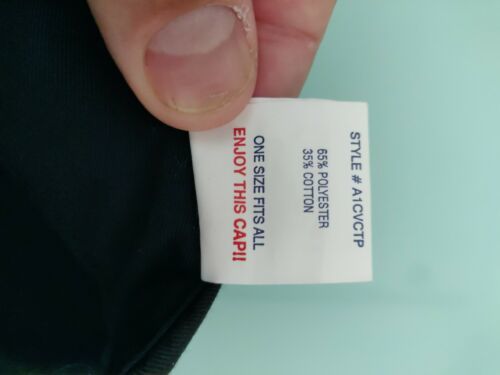 STYLE # A1CVCTP
65% POLYESTER
35% COTTON
ONE SIZE FITS ALL
ENJOY THIS CAP!!